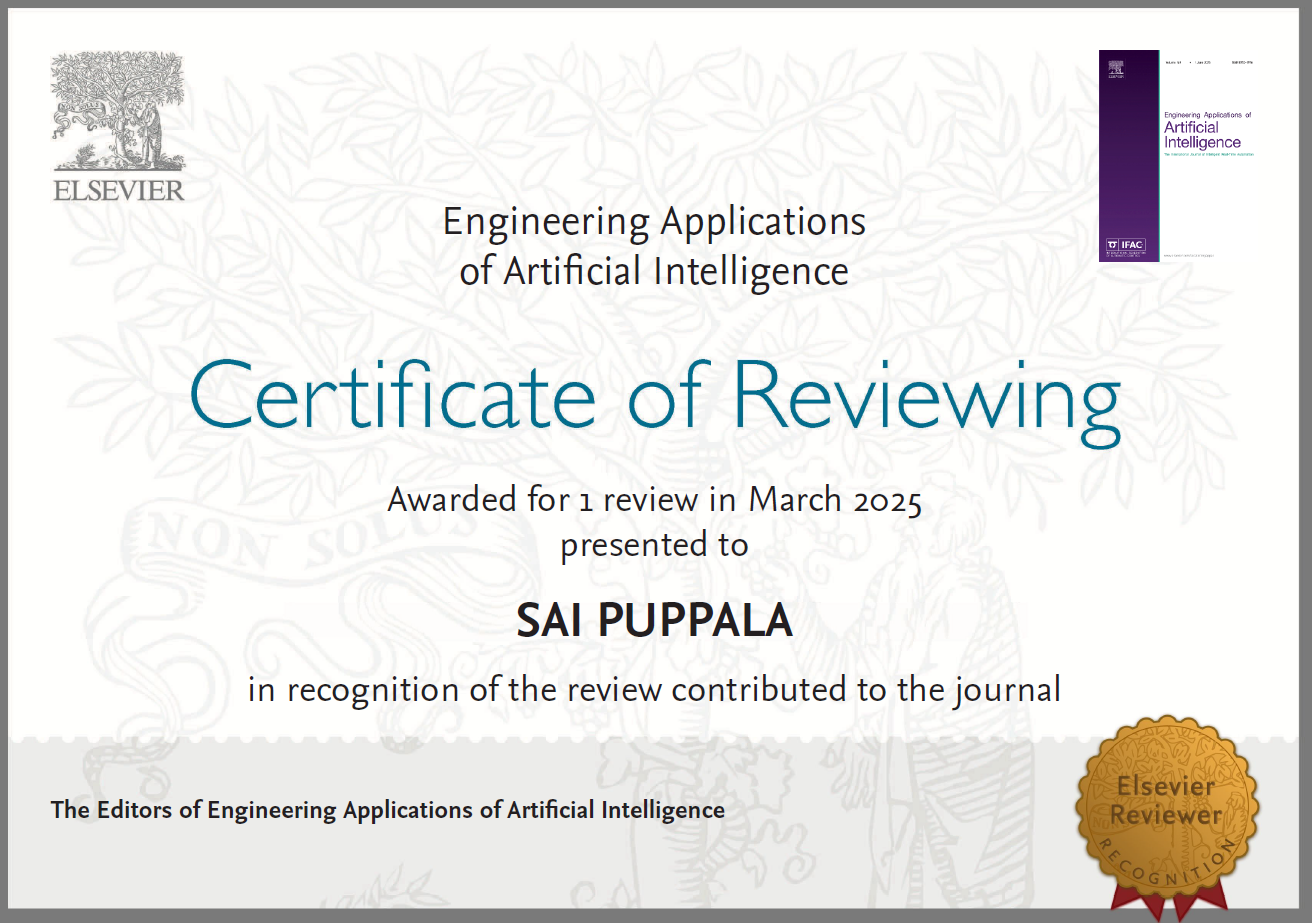 ELSEVIER
Engineering Applications of
Artificial
Intelligence
IFAC
Engineering Applications
of Artificial Intelligence
Certificate of Reviewing
NON SOLUS
Awarded for 1 review in March 2025
presented to
SAI PUPPALA
in recognition of the review contributed to the journal
The Editors of Engineering Applications of Artificial Intelligence
Elsevier
Reviewer
RECOGNITION